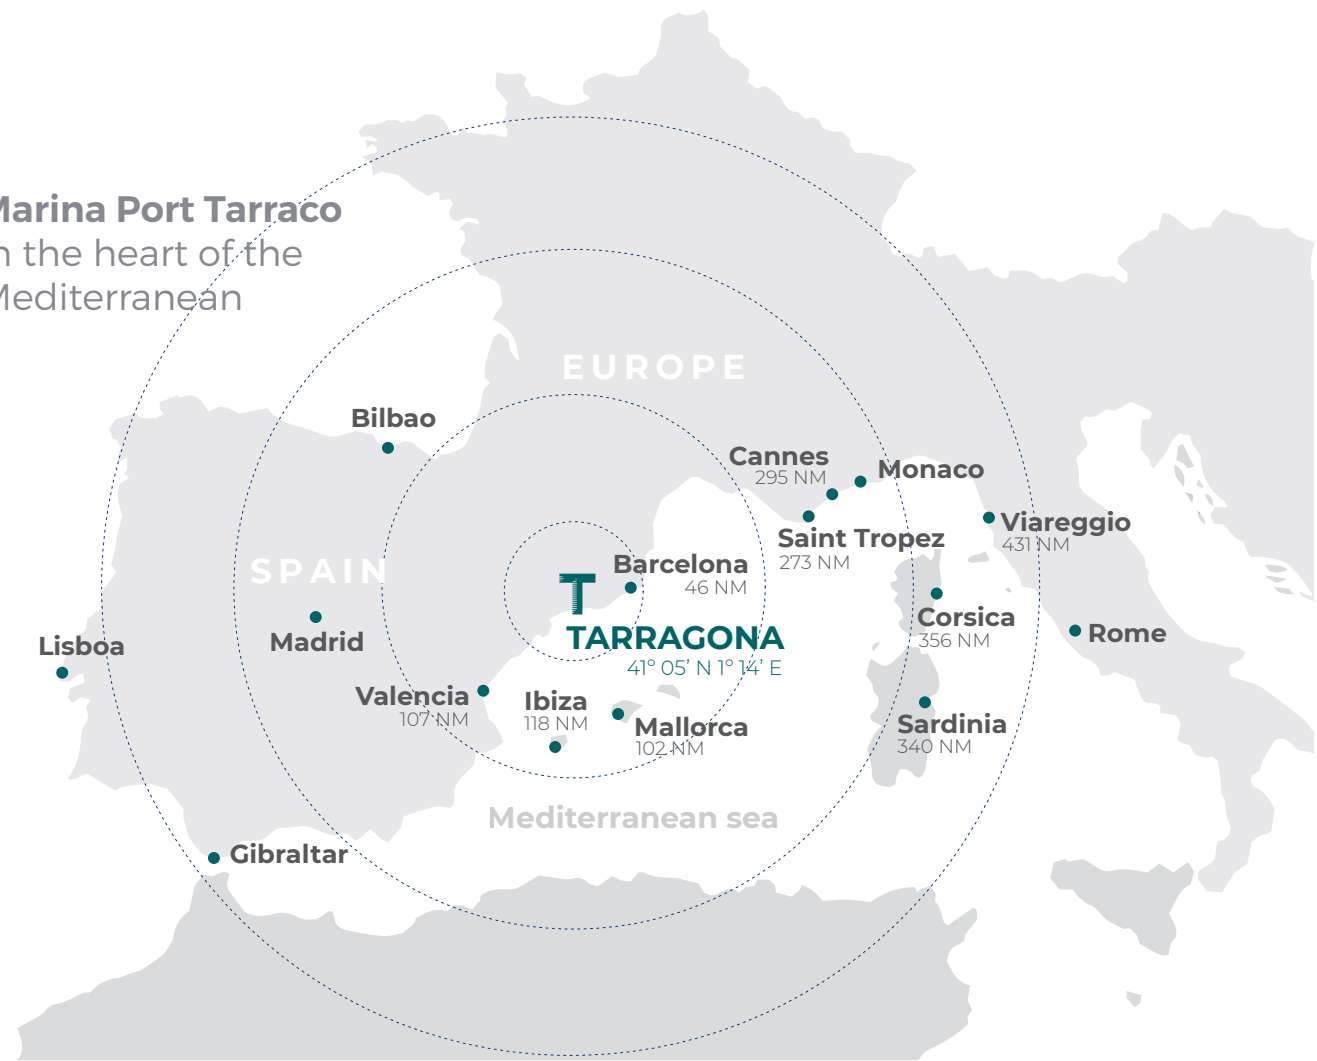 Marina Port Tarraco
n the heart of the
Mediterranean
EUROPE
Bilbao
Cannes
295 NM
Monaco
Viareggio
431 NM
Saint Tropez
273 NM
SPAIN
Barcelona
46 NM
T
TARRAGONA
41º 05’ N 1º 14’ E
Corsica
356 NM
Rome
Madrid
Lisboa
Valencia
107 NM
Ibiza
118 NM
Mallorca
102 NM
Sardinia
340 NM
Mediterranean sea
Gibraltar